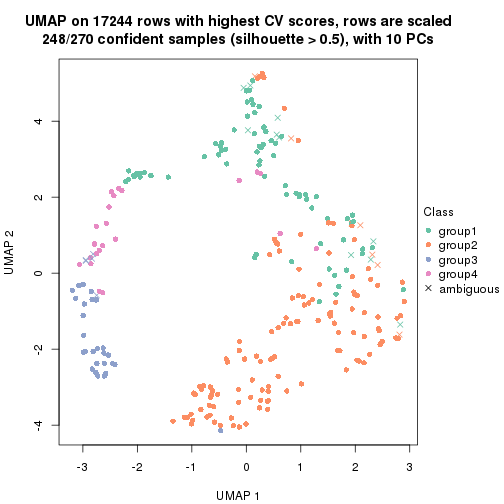 UMAP on 17244 rows with highest CV scores, rows are scaled
248/270 confident samples (silhouette > 0.5), with 10 PCs
UMAP 2
4
2
0
-2
-4
-3
-2
-1
0
1
2
3
UMAP 1
Class
group1
group2
group3
group4
ambiguous